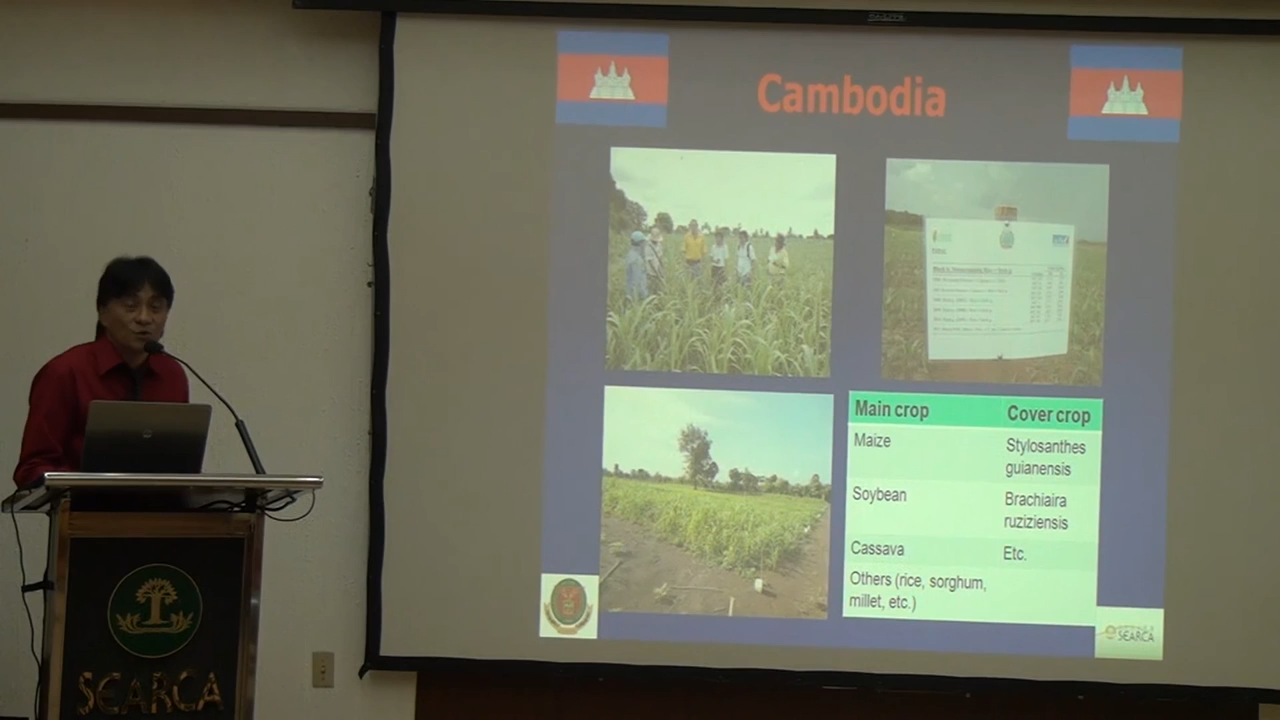 Cambodia
Main crop
Cover crop
Maize
Stylosanthes
guianensis
Soybean
Brachiaira
ruziziensis
Cassava
Etc.
Others (rice, sorghum,
millet, etc.)
SEARCA
SEARCA